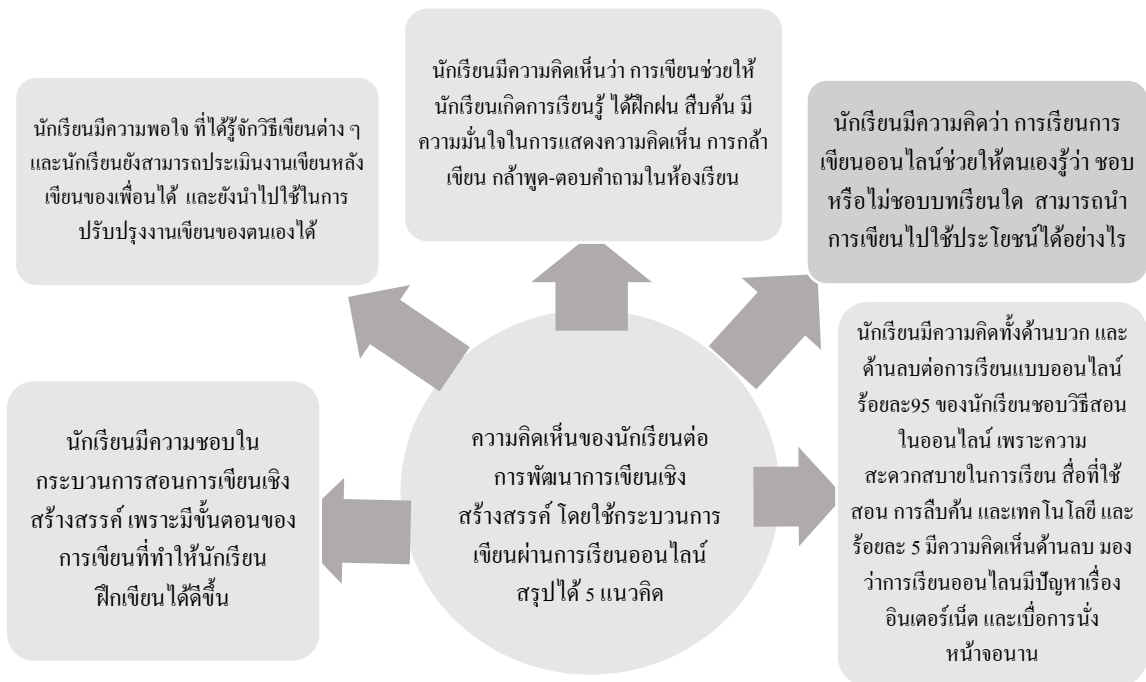 นักเรียนมีความคิดเห็นว่า การเขียนช่วยให้
นักเรียนเกิดการเรียนรู้ ได้ฝึกฝน สืบค้น มี
ความมั่นใจในการแสดงความคิดเห็น การกล้า
เขียน กล้าพูด-ตอบคำถามในห้องเรียน
นักเรียนมีความพอใจ ที่ได้รู้จักวิธีเขียนต่าง ๆ
และนักเรียนยังสามารถประเมินงานเขียนหลัง
เขียนของเพื่อนได้ และยังนำไปใช้ในการ
ปรับปรุงงานเขียนของตนเองได้
นักเรียนมีความคิดว่า การเรียนการ
เขียนออนไลน์ช่วยให้ตนเองรู้ว่า ชอบ
หรือไม่ชอบบทเรียนใด สามารถนำ
การเขียนไปใช้ประโยชน์ได้อย่างไร
นักเรียนมีความชอบใน
กระบวนการสอนการเขียนเชิง
สร้างสรรค์ เพราะมีขั้นตอนของ
การเขียนที่ทำให้นักเรียน
ฝึกเขียนได้ดีขึ้น
ความคิดเห็นของนักเรียนต่อ
การพัฒนาการเขียนเชิง
สร้างสรรค์ โดยใช้กระบวนการ
เขียนผ่านการเรียนออนไลน์
สรุปได้ 5 แนวคิด
นักเรียนมีความคิดทั้งด้านบวก และ
ด้านลบต่อการเรียนแบบออนไลน์
ร้อยละ95 ของนักเรียนชอบวิธีสอน
ในออนไลน์ เพราะความ
สะดวกสบายในการเรียน สื่อที่ใช้
สอน การสืบค้น และเทคโนโลยี และ
ร้อยละ 5 มีความคิดเห็นด้านลบ มอง
ว่าการเรียนออนไลนมีปัญหาเรื่อง
อินเตอร์เน็ต และเบื่อการนั่ง
หน้าจอนาน